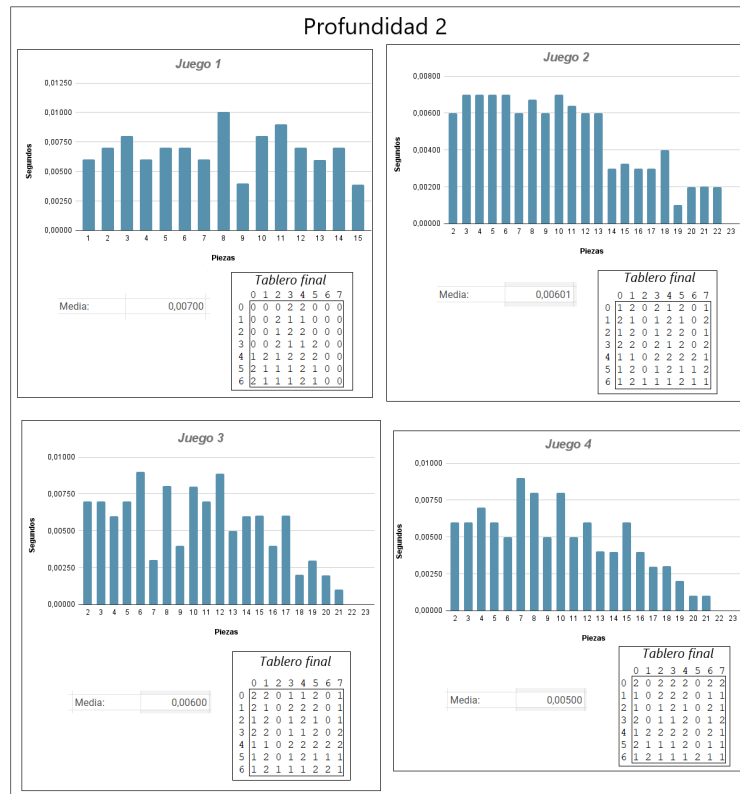 Profundidad 2
Juego 1
0,01250
0,01000
0,00750
0,00500
0,00250
0,00000
Segundos
1 2 3 4 5 6 7 8 9 10 11 12 13 14 15
Piezas
Media: 0,00700
Tablero final
0 1 2 3 4 5 6 7
0 0 0 0 2 2 0 0 0
1 0 0 2 1 1 0 0 0
2 0 0 1 2 2 0 0 0
3 0 0 2 1 1 2 0 0
4 1 2 1 2 2 2 0 0
5 2 1 1 1 2 1 0 0
6 2 1 1 1 2 1 0 0
Juego 2
0,00800
0,00600
0,00400
0,00200
0,00000
Segundos
2 3 4 5 6 7 8 9 10 11 12 13 14 15 16 17 18 19 20 21 22 23
Piezas
Media: 0,00601
Tablero final
0 1 2 3 4 5 6 7
0 1 2 0 2 1 2 0 1
1 2 1 0 1 2 1 0 2
2 1 2 0 1 2 2 0 1
3 2 2 0 2 1 2 0 2
4 1 1 0 2 2 2 1 1
5 1 2 0 1 2 1 1 2
6 1 2 1 1 1 2 1 1
Juego 3
0,01000
0,00750
0,00500
0,00250
0,00000
Segundos
2 3 4 5 6 7 8 9 10 11 12 13 14 15 16 17 18 19 20 21 22 23
Piezas
Media: 0,00600
Tablero final
0 1 2 3 4 5 6 7
0 2 2 0 1 1 2 0 1
1 2 1 0 2 2 2 0 1
2 1 2 0 1 2 1 0 1
3 2 2 0 1 2 0 1 2
4 1 1 0 2 2 2 2 2
5 1 2 0 1 2 1 1 1
6 1 2 1 1 1 2 2 1
Juego 4
0,01000
0,00750
0,00500
0,00250
0,00000
Segundos
2 3 4 5 6 7 8 9 10 11 12 13 14 15 16 17 18 19 20 21 22 23
Piezas
Media: 0,00500
Tablero final
0 1 2 3 4 5 6 7
0 2 0 2 2 2 0 2 2
1 1 0 2 2 2 0 1 1
2 1 0 1 2 1 0 2 1
3 2 0 1 1 2 0 1 2
4 1 2 2 2 2 0 2 1
5 2 1 1 1 2 0 1 1
6 1 2 1 1 1 2 1 1